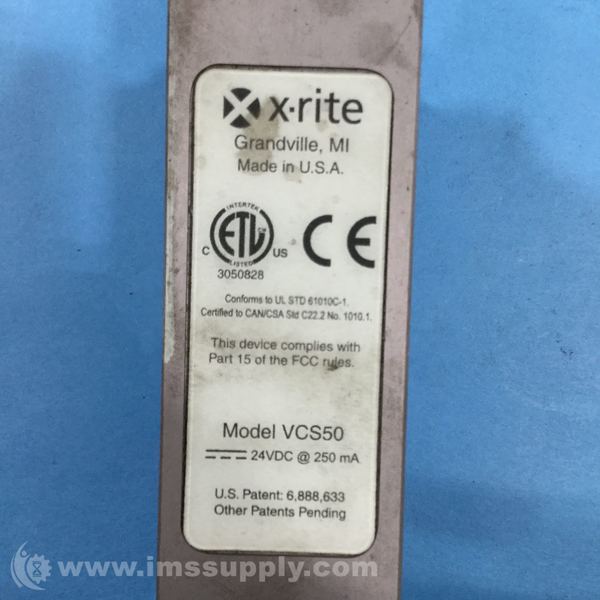 x·rite
Grandville, MI
Made in U.S.A.
INTERTEK
ETL
CM
C US
LISTED
3050828
CE
Conforms to UL STD 61010C-1.
Certified to CAN/CSA Std C22.2 No. 1010.1.
This device complies with
Part 15 of the FCC rules.
Model VCS50
24VDC @ 250 mA
U.S. Patent: 6,888,633
Other Patents Pending
www.imssupply.com